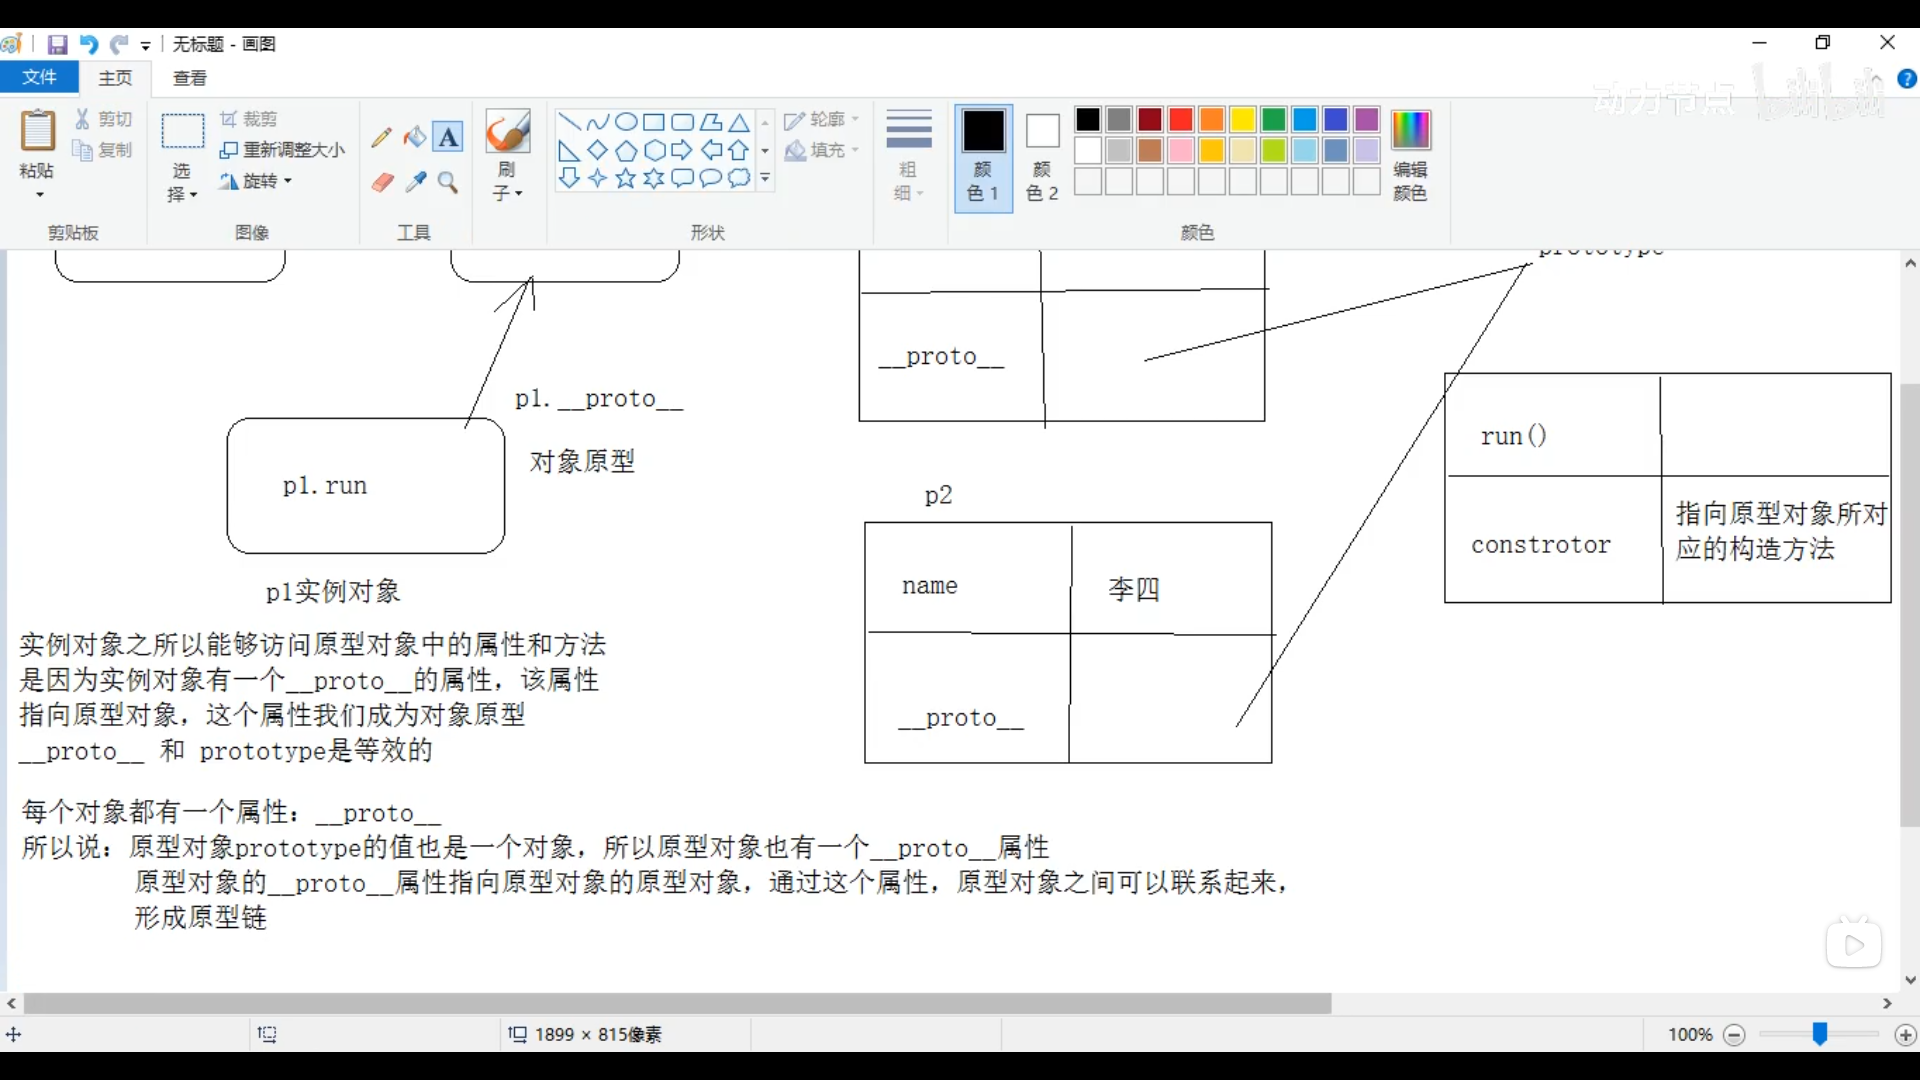 无标题 - 画图
文件
主页
查看
动力节点
bilibili
粘贴
剪切
复制
剪贴板
选择
裁剪
重新调整大小
旋转
图像
A
工具
刷子
形状
轮廓
填充
粗细
颜色 1
颜色 2
编辑颜色
颜色
prototype
__proto__
p1.__proto__
对象原型
p1.run
p1实例对象
p2
name
李四
__proto__
run()
constrotor
指向原型对象所对
应的构造方法
实例对象之所以能够访问原型对象中的属性和方法
是因为实例对象有一个__proto__的属性，该属性
指向原型对象，这个属性我们成为对象原型
__proto__ 和 prototype是等效的
每个对象都有一个属性：__proto__
所以说：原型对象prototype的值也是一个对象，所以原型对象也有一个__proto__属性
原型对象的__proto__属性指向原型对象的原型对象，通过这个属性，原型对象之间可以联系起来，
形成原型链
1899 × 815像素
100%